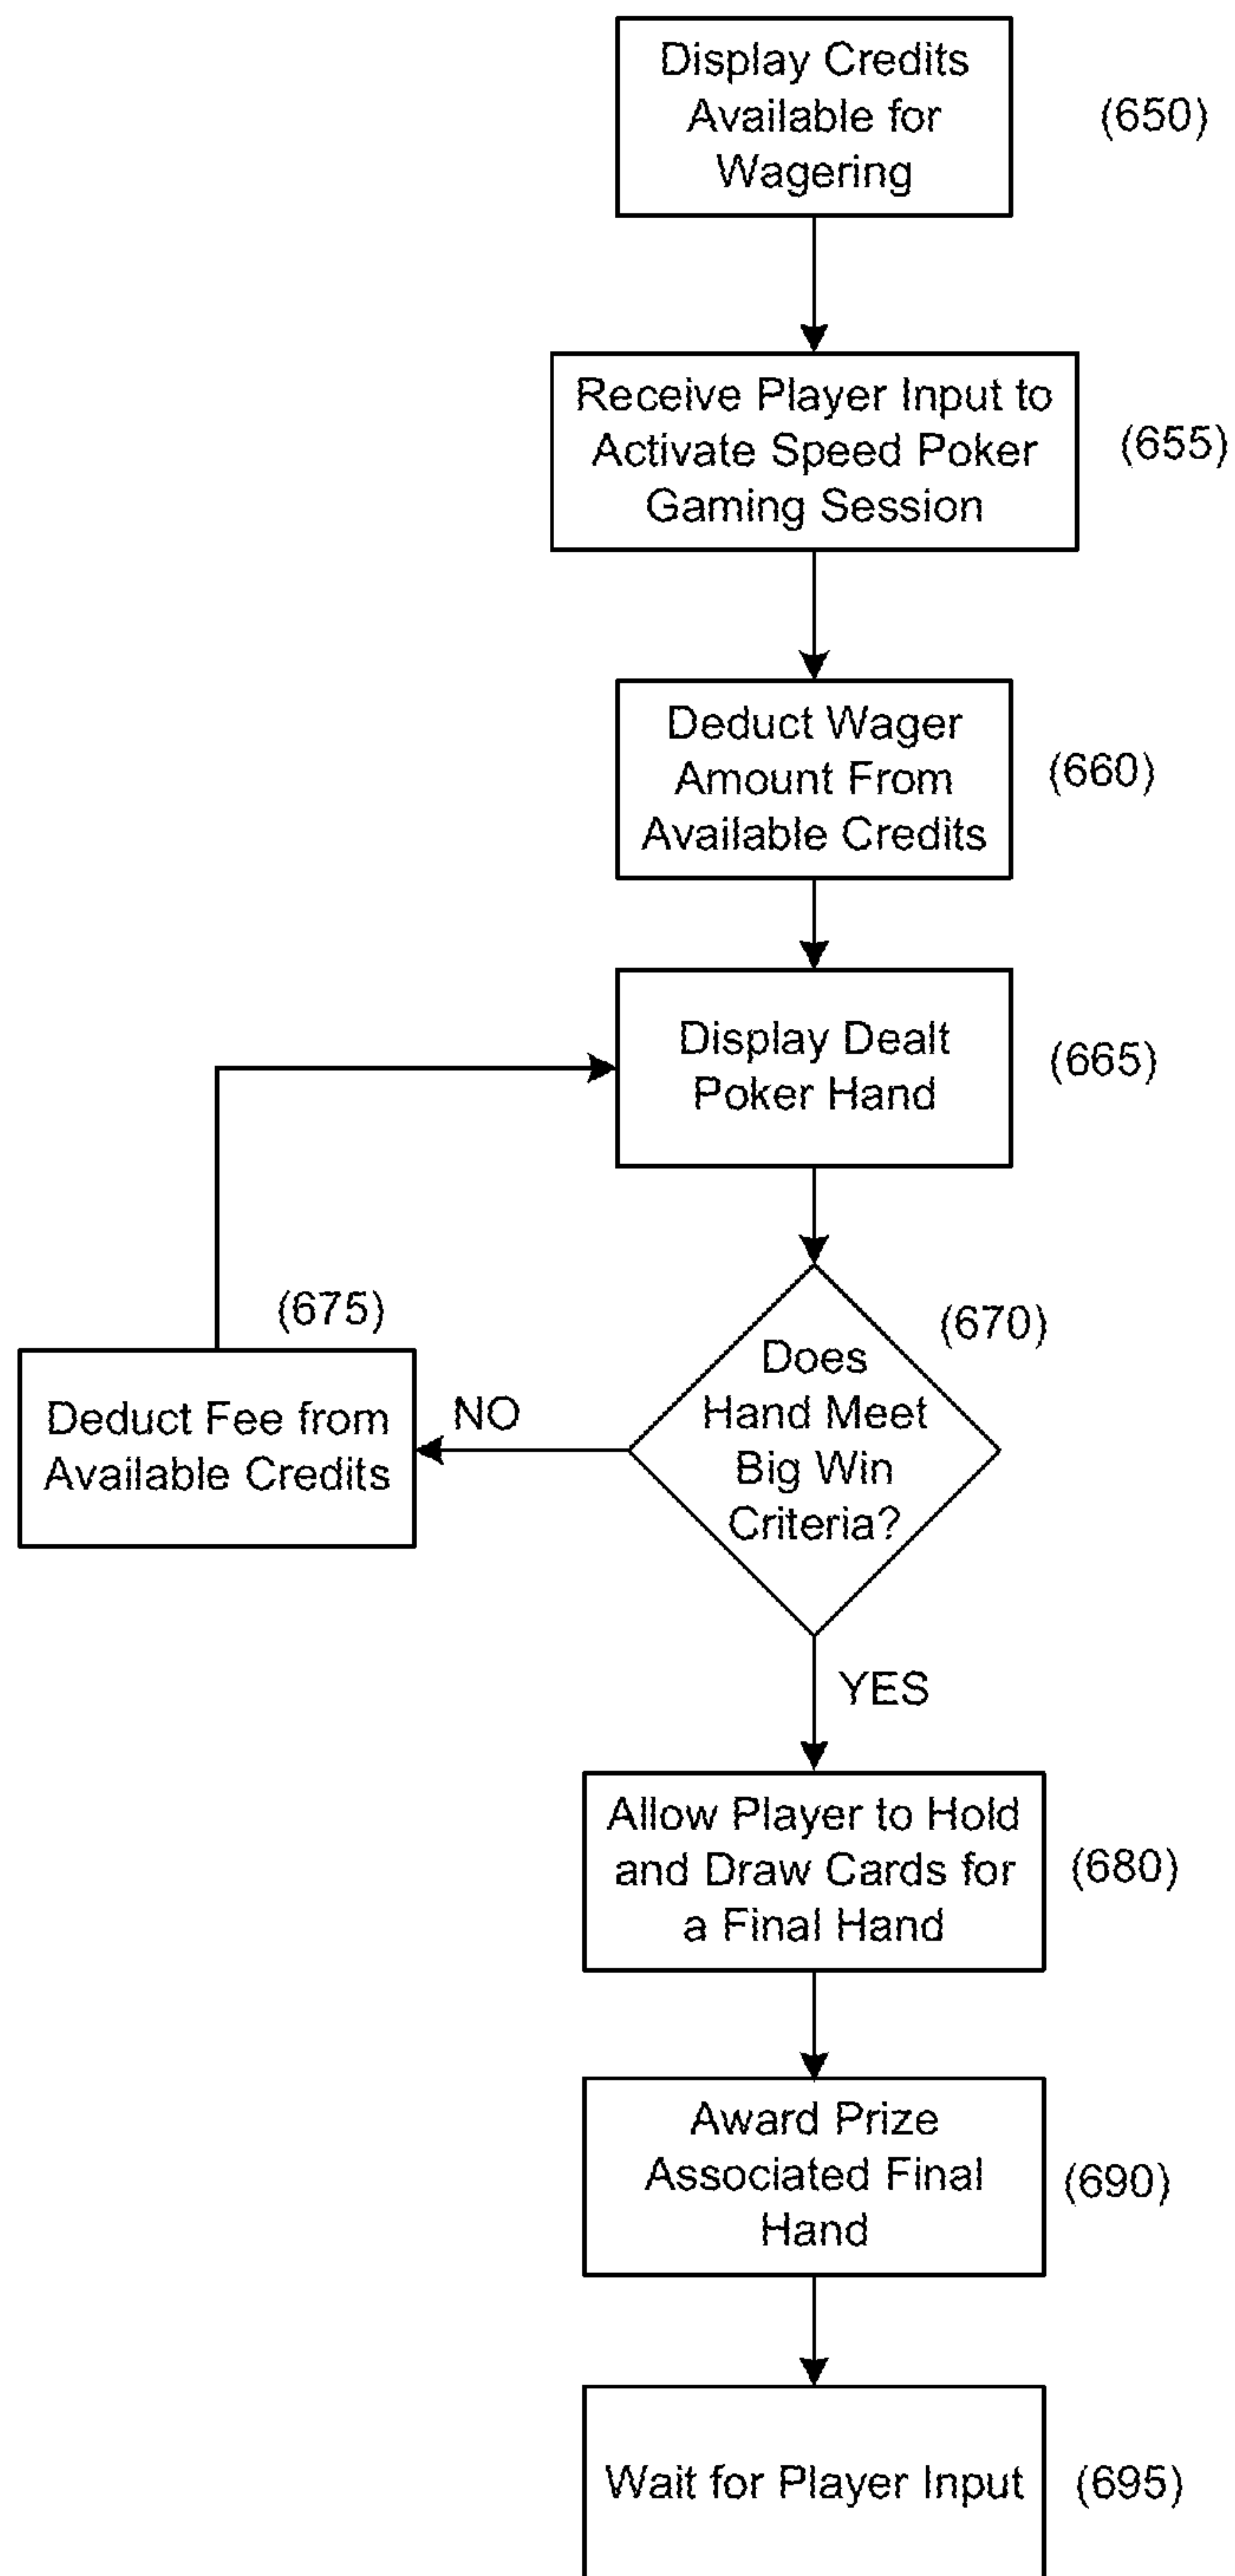 Display Credits
Available for
Wagering
(650)
Receive Player Input to
Activate Speed Poker
Gaming Session
(655)
Deduct Wager
Amount From
Available Credits
(660)
Display Dealt
Poker Hand
(665)
Does
Hand Meet
Big Win
Criteria?
(670)
NO
(675)
Deduct Fee from
Available Credits
YES
Allow Player to Hold
and Draw Cards for
a Final Hand
(680)
Award Prize
Associated Final
Hand
(690)
Wait for Player Input
(695)